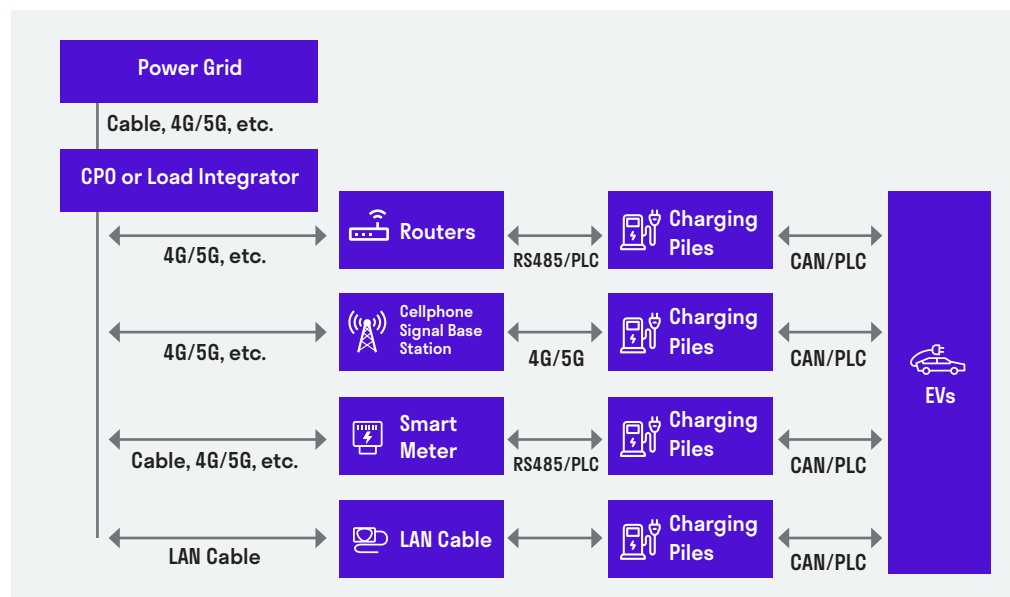 Power Grid
Cable, 4G/5G, etc.
CPO or Load Integrator
4G/5G, etc.
Routers
RS485/PLC
Charging
Piles
CAN/PLC
4G/5G, etc.
Cellphone
Signal Base
Station
4G/5G
Charging
Piles
CAN/PLC
Cable, 4G/5G, etc.
Smart
Meter
RS485/PLC
Charging
Piles
CAN/PLC
LAN Cable
LAN Cable
Charging
Piles
CAN/PLC
EVs